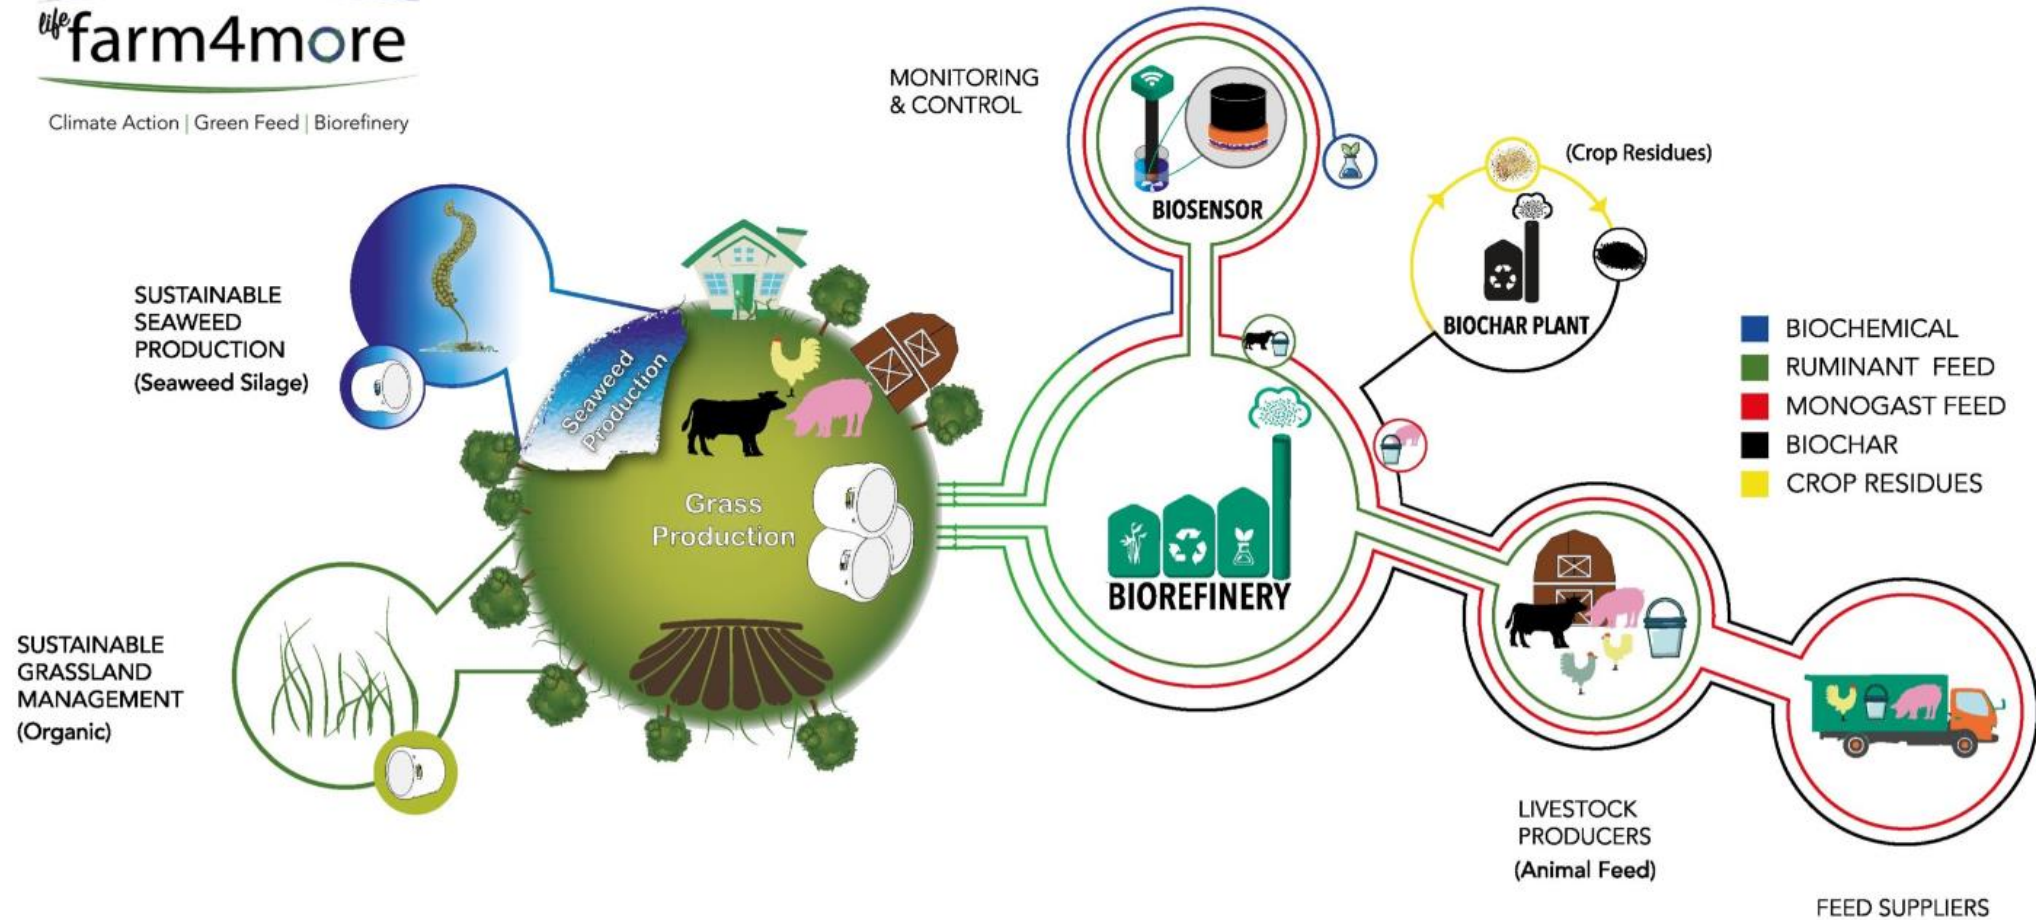 life farm4more
Climate Action | Green Feed | Biorefinery
MONITORING
& CONTROL
BIOSENSOR
(Crop Residues)
BIOCHAR PLANT
SUSTAINABLE
SEAWEED
PRODUCTION
(Seaweed Silage)
Seaweed
Production
Grass
Production
BIOREFINERY
BIOCHEMICAL
RUMINANT FEED
MONOGAST FEED
BIOCHAR
CROP RESIDUES
SUSTAINABLE
GRASSLAND
MANAGEMENT
(Organic)
LIVESTOCK
PRODUCERS
(Animal Feed)
FEED SUPPLIERS